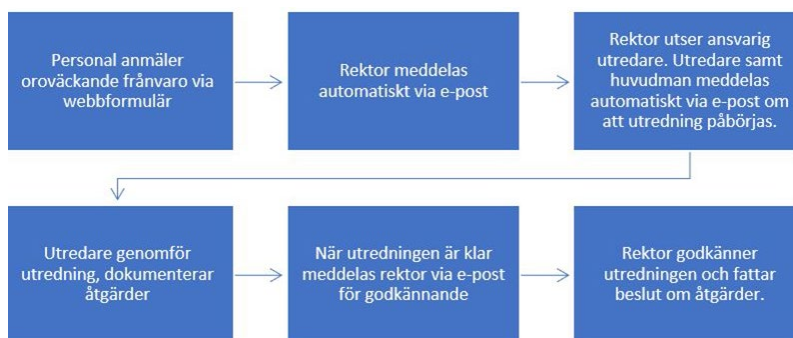 Personal anmäler
oroväckande frånvaro via
webbformulär
Rektor meddelas
automatiskt via e-post
Rektor utser ansvarig
utredare. Utredare samt
huvudman meddelas
automatiskt via e-post om
att utredning påbörjas.
Utredare genomför
utredning, dokumenterar
åtgärder
När utredningen är klar
meddelas rektor via e-post
för godkännande
Rektor godkänner
utredningen och fattar
beslut om åtgärder.